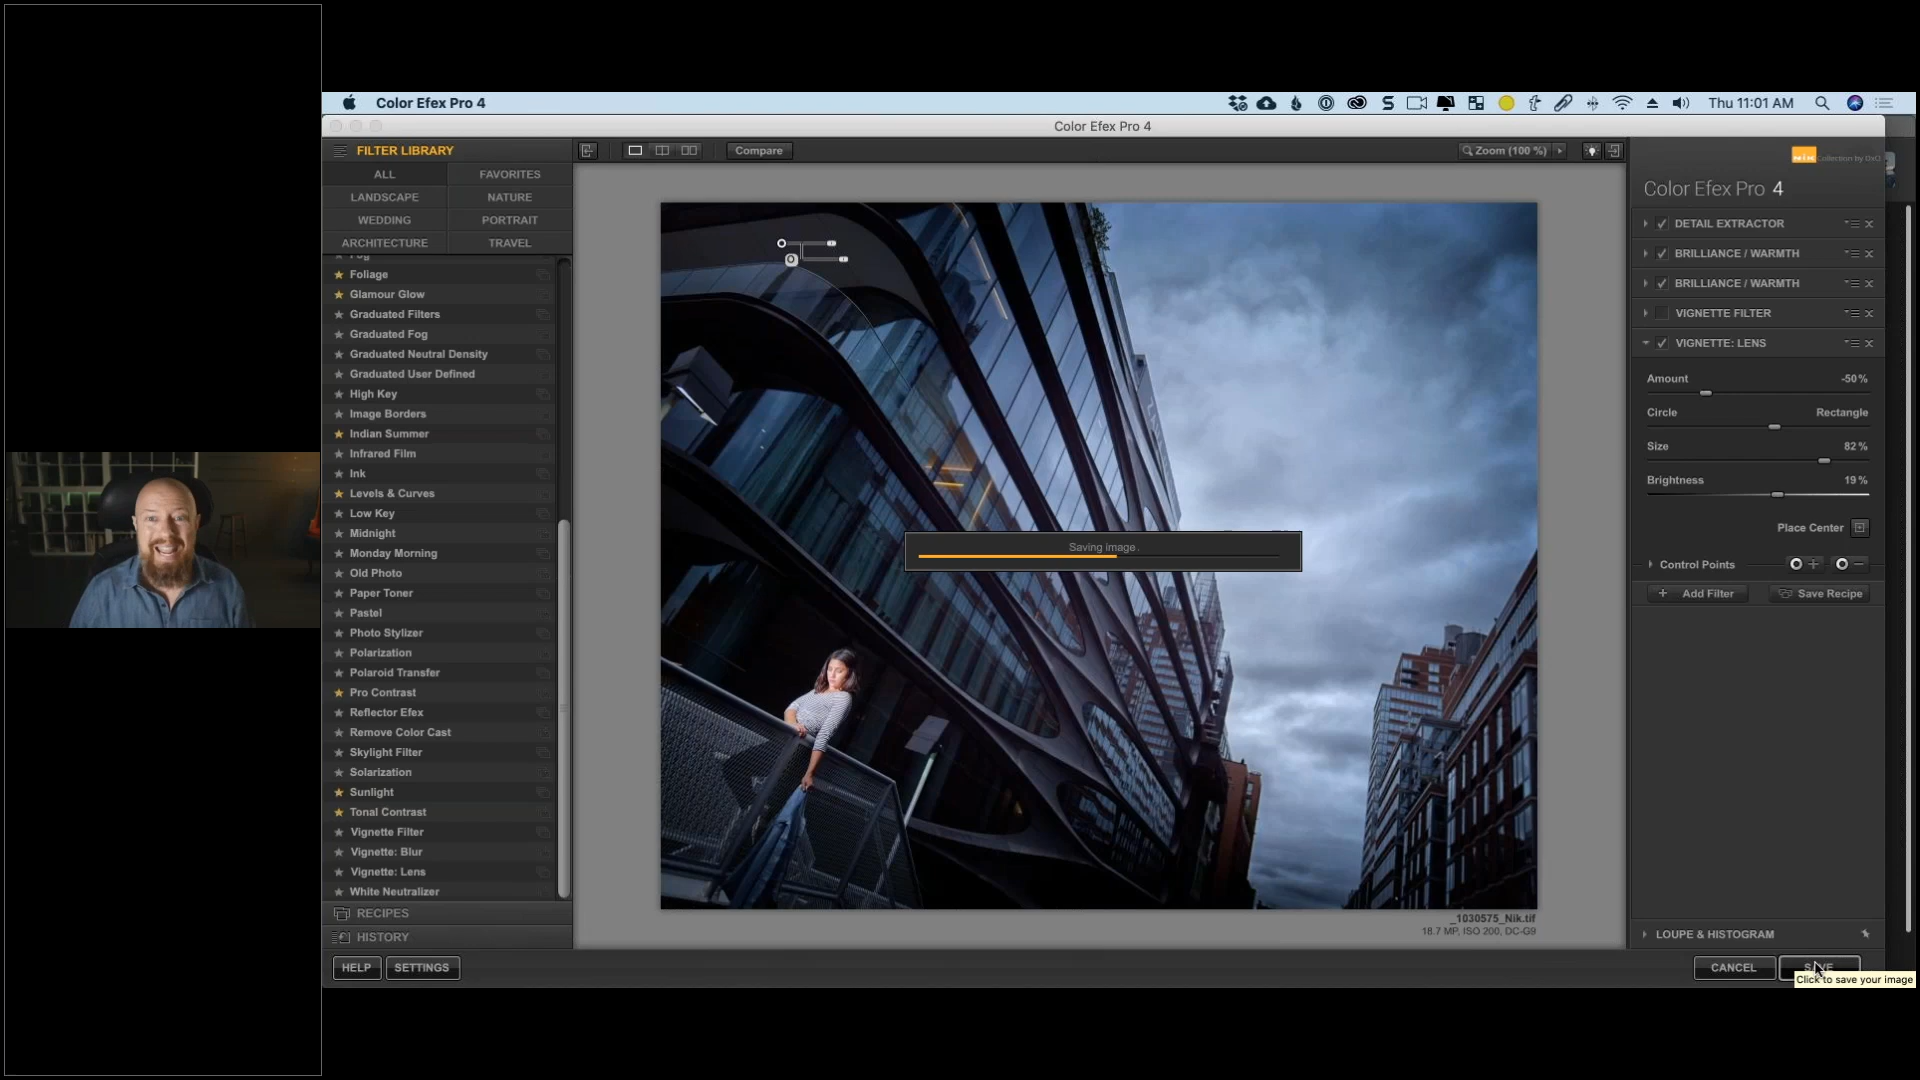 Color Efex Pro 4
Thu 11:01 AM
Color Efex Pro 4
FILTER LIBRARY
ALL
FAVORITES
LANDSCAPE
NATURE
WEDDING
PORTRAIT
ARCHITECTURE
TRAVEL
Fog
Foliage
Glamour Glow
Graduated Filters
Graduated Fog
Graduated Neutral Density
Graduated User Defined
High Key
Image Borders
Indian Summer
Infrared Film
Ink
Levels & Curves
Low Key
Midnight
Monday Morning
Old Photo
Paper Toner
Pastel
Photo Stylizer
Polarization
Polaroid Transfer
Pro Contrast
Reflector Efex
Remove Color Cast
Skylight Filter
Solarization
Sunlight
Tonal Contrast
Vignette Filter
Vignette: Blur
Vignette: Lens
White Neutralizer
RECIPES
HISTORY
HELP
SETTINGS
Compare
Zoom (100 %)
Saving image.
_1030575_Nik.tif
18.7 MP, ISO 200, DC-G9
Nik Collection by DxO
Color Efex Pro 4
DETAIL EXTRACTOR
BRILLIANCE / WARMTH
BRILLIANCE / WARMTH
VIGNETTE FILTER
VIGNETTE: LENS
Amount -50%
Circle Rectangle
Size 82%
Brightness 19%
Place Center
Control Points
Add Filter
Save Recipe
LOUPE & HISTOGRAM
CANCEL
SAVE
Click to save your image